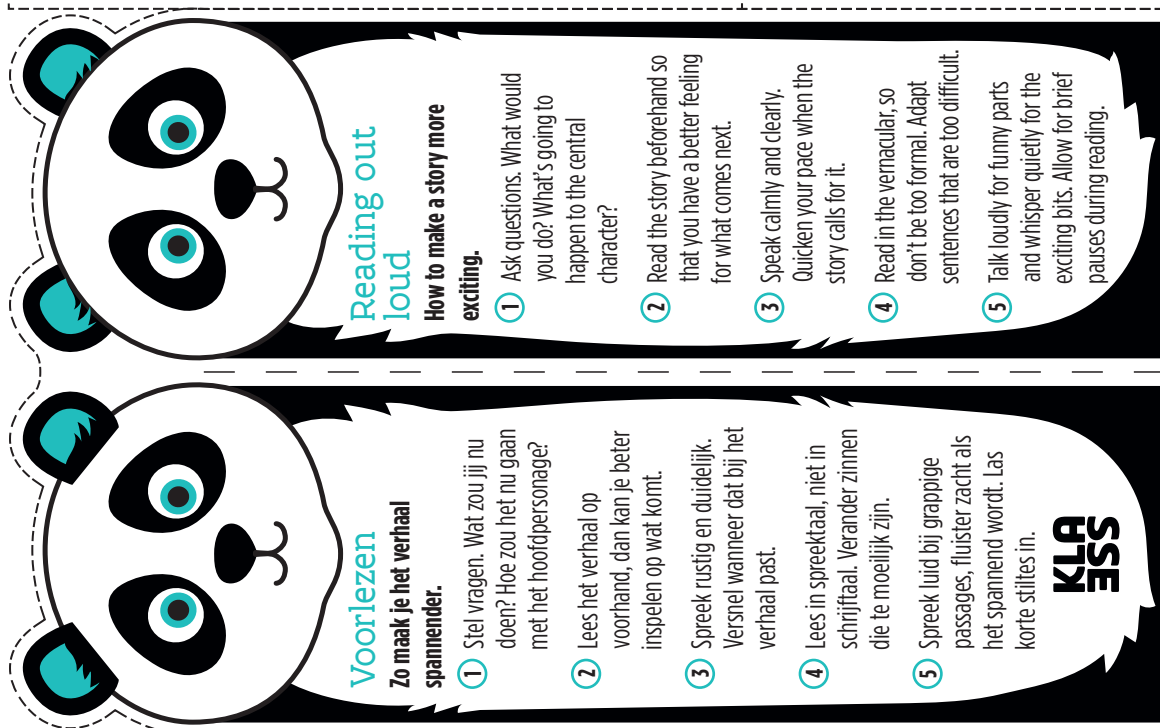 Voorlezen
Zo maak je het verhaal
spannender.
1 Stel vragen. Wat zou jij nu
doen? Hoe zou het nu gaan
met het hoofdpersonage?
2 Lees het verhaal op
voorhand, dan kan je beter
inspelen op wat komt.
3 Spreek rustig en duidelijk.
Versnel wanneer dat bij het
verhaal past.
4 Lees in spreektaal, niet in
schrijftaal. Verander zinnen
die te moeilijk zijn.
5 Spreek luid bij grappige
passages, fluister zacht als
het spannend wordt. Las
korte stiltes in.
KLA
ESS
Reading out
loud
How to make a story more
exciting.
1 Ask questions. What would
you do? What's going to
happen to the central
character?
2 Read the story beforehand so
that you have a better feeling
for what comes next.
3 Speak calmly and clearly.
Quicken your pace when the
story calls for it.
4 Read in the vernacular, so
don't be too formal. Adapt
sentences that are too difficult.
5 Talk loudly for funny parts
and whisper quietly for the
exciting bits. Allow for brief
pauses during reading.